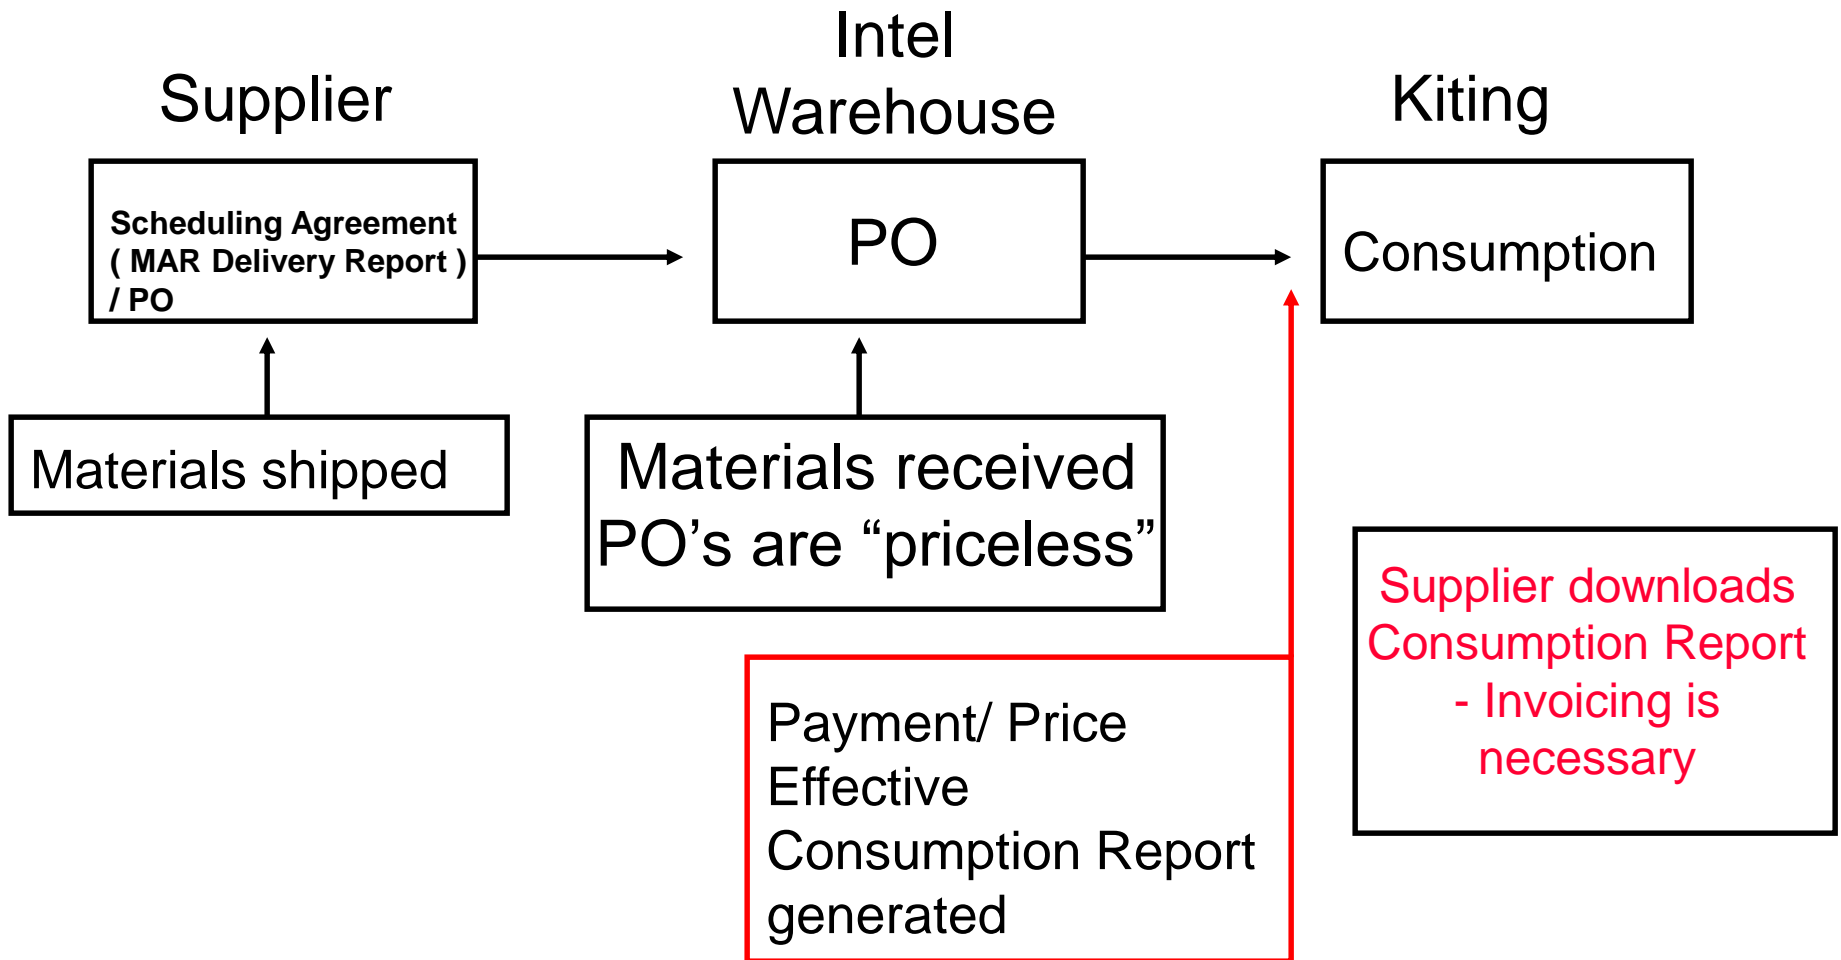 Supplier
Intel
Warehouse
Kiting
Scheduling Agreement
( MAR Delivery Report )
/ PO
PO
Consumption
Materials shipped
Materials received
PO’s are “priceless”
Payment/ Price
Effective
Consumption Report
generated
Supplier downloads
Consumption Report
- Invoicing is
necessary